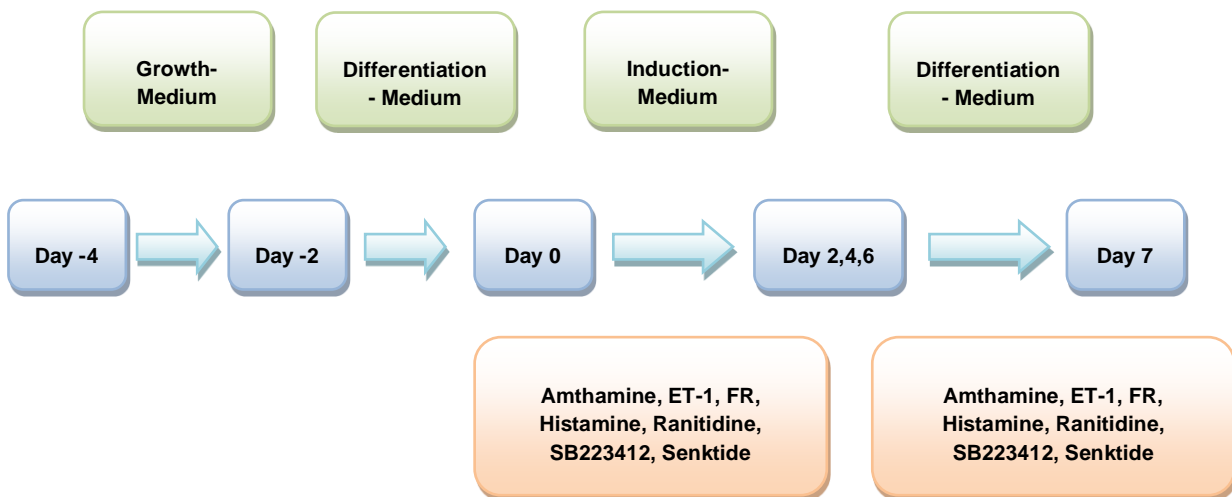 Growth-
Medium
Differentiation
- Medium
Induction-
Medium
Differentiation
- Medium
Day -4
Day -2
Day 0
Day 2,4,6
Day 7
Amthamine, ET-1, FR,
Histamine, Ranitidine,
SB223412, Senktide
Amthamine, ET-1, FR,
Histamine, Ranitidine,
SB223412, Senktide